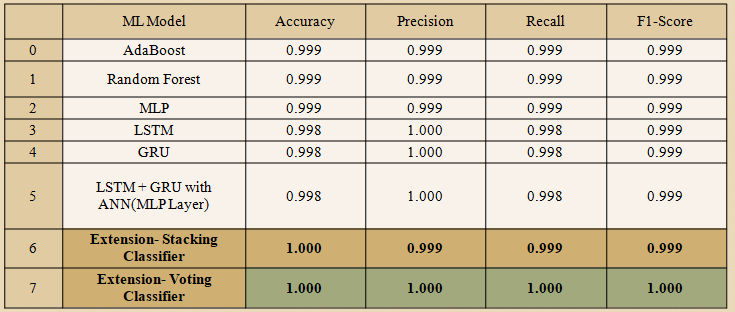 ML Model Accuracy Precision Recall F1-Score
0 AdaBoost 0.999 0.999 0.999 0.999
1 Random Forest 0.999 0.999 0.999 0.999
2 MLP 0.999 0.999 0.999 0.999
3 LSTM 0.998 1.000 0.998 0.999
4 GRU 0.998 1.000 0.998 0.999
LSTM + GRU with
5 ANN(MLP Layer) 0.998 1.000 0.998 0.999
Extension- Stacking
6 Classifier 1.000 0.999 0.999 0.999
Extension- Voting
7 Classifier 1.000 1.000 1.000 1.000